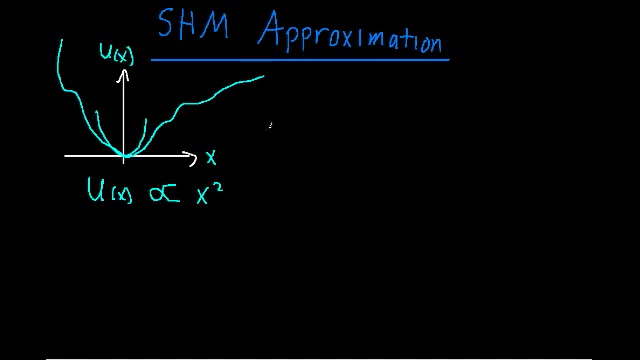 SHM Approximation
U(x)
x
U(x) ∝ x²